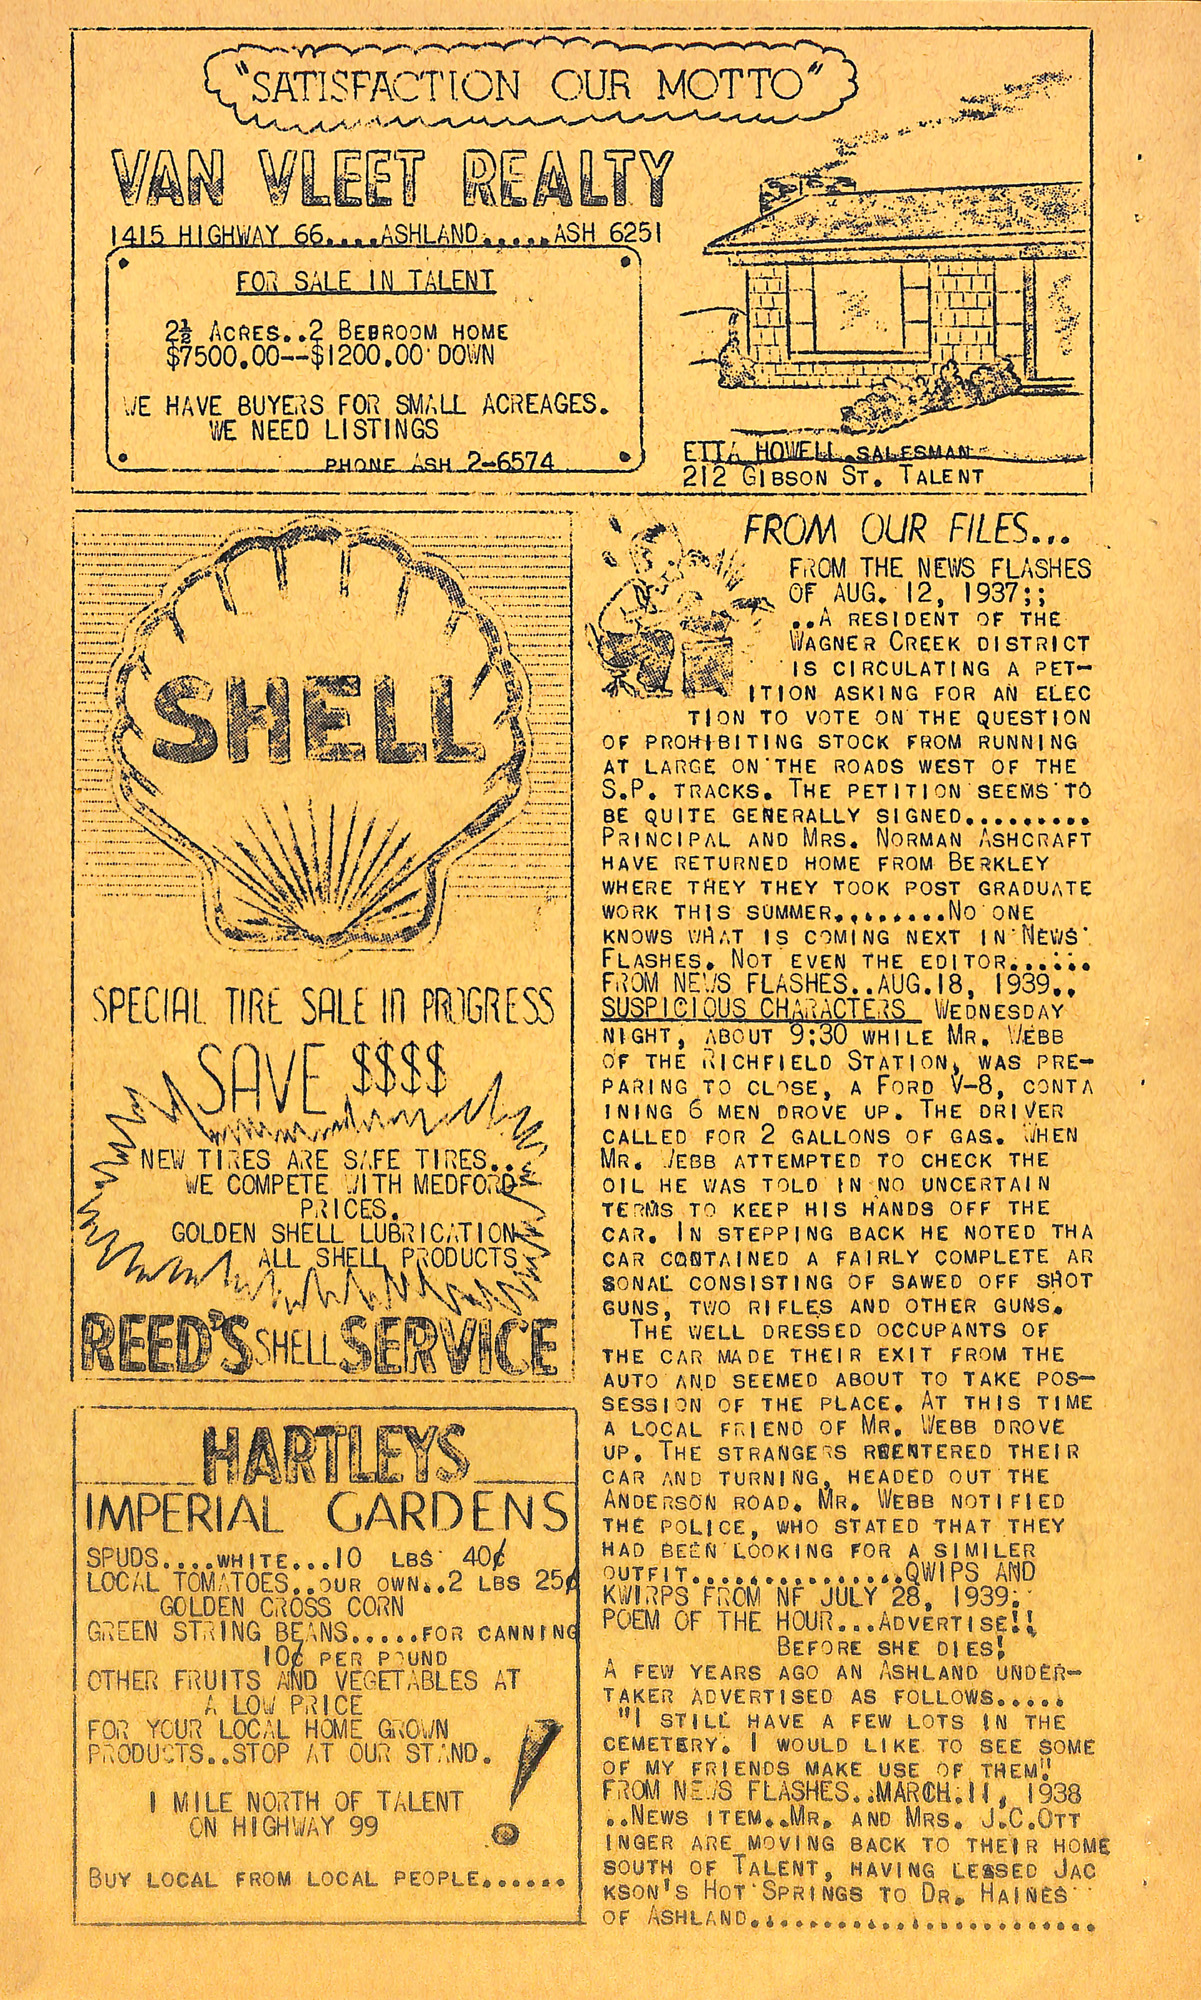 "SATISFACTION OUR MOTTO"
VAN VLEET REALTY
1415 HIGHWAY 66....ASHLAND.....ASH 6251
FOR SALE IN TALENT
2½ ACRES..2 BEBROOM HOME
$7500.00--$1200.00 DOWN
WE HAVE BUYERS FOR SMALL ACREAGES.
WE NEED LISTINGS
PHONE ASH 2-6574
ETTA HOWELL SALESMAN
212 GIBSON ST. TALENT
SHELL
SPECIAL TIRE SALE IN PROGRESS
SAVE $$$$
NEW TIRES ARE SAFE TIRES..
WE COMPETE WITH MEDFORD
PRICES.
GOLDEN SHELL LUBRICATION
ALL SHELL PRODUCTS
REED'S SHELL SERVICE
HARTLEYS
IMPERIAL GARDENS
SPUDS....WHITE...10 LBS 40¢
LOCAL TOMATOES..OUR OWN..2 LBS 25¢
GOLDEN CROSS CORN
GREEN STRING BEANS.....FOR CANNING
10¢ PER POUND
OTHER FRUITS AND VEGETABLES AT
A LOW PRICE
FOR YOUR LOCAL HOME GROWN
PRODUCTS..STOP AT OUR STAND.
!
1 MILE NORTH OF TALENT
ON HIGHWAY 99
BUY LOCAL FROM LOCAL PEOPLE......
FROM OUR FILES...
FROM THE NEWS FLASHES
OF AUG. 12, 1937;;
..A RESIDENT OF THE
WAGNER CREEK DISTRICT
IS CIRCULATING A PET-
ITION ASKING FOR AN ELEC
TION TO VOTE ON THE QUESTION
OF PROHIBITING STOCK FROM RUNNING
AT LARGE ON THE ROADS WEST OF THE
S.P. TRACKS. THE PETITION SEEMS TO
BE QUITE GENERALLY SIGNED.........
PRINCIPAL AND MRS. NORMAN ASHCRAFT
HAVE RETURNED HOME FROM BERKLEY
WHERE THEY THEY TOOK POST GRADUATE
WORK THIS SUMMER........NO ONE
KNOWS WHAT IS COMING NEXT IN NEWS
FLASHES. NOT EVEN THE EDITOR......
FROM NEWS FLASHES..AUG.18, 1939..
SUSPICIOUS CHARACTERS WEDNESDAY
NIGHT, ABOUT 9:30 WHILE MR. WEBB
OF THE RICHFIELD STATION, WAS PRE-
PARING TO CLOSE, A FORD V-8, CONTA
INING 6 MEN DROVE UP. THE DRIVER
CALLED FOR 2 GALLONS OF GAS. WHEN
MR. WEBB ATTEMPTED TO CHECK THE
OIL HE WAS TOLD IN NO UNCERTAIN
TERMS TO KEEP HIS HANDS OFF THE
CAR. IN STEPPING BACK HE NOTED THA
CAR CONTAINED A FAIRLY COMPLETE AR
SONAL CONSISTING OF SAWED OFF SHOT
GUNS, TWO RIFLES AND OTHER GUNS.
THE WELL DRESSED OCCUPANTS OF
THE CAR MADE THEIR EXIT FROM THE
AUTO AND SEEMED ABOUT TO TAKE POS-
SESSION OF THE PLACE. AT THIS TIME
A LOCAL FRIEND OF MR. WEBB DROVE
UP. THE STRANGERS REENTERED THEIR
CAR AND TURNING, HEADED OUT THE
ANDERSON ROAD. MR. WEBB NOTIFIED
THE POLICE, WHO STATED THAT THEY
HAD BEEN LOOKING FOR A SIMILER
OUTFIT...............QWIPS AND
KWIRPS FROM NF JULY 28, 1939:
POEM OF THE HOUR...ADVERTISE!!
BEFORE SHE DIES!
A FEW YEARS AGO AN ASHLAND UNDER-
TAKER ADVERTISED AS FOLLOWS.....
"I STILL HAVE A FEW LOTS IN THE
CEMETERY. I WOULD LIKE TO SEE SOME
OF MY FRIENDS MAKE USE OF THEM!"
FROM NEWS FLASHES..MARCH.11, 1938
..NEWS ITEM..MR. AND MRS. J.C.OTT
INGER ARE MOVING BACK TO THEIR HOME
SOUTH OF TALENT, HAVING LEASED JAC
KSON'S HOT SPRINGS TO DR. HAINES
OF ASHLAND........................